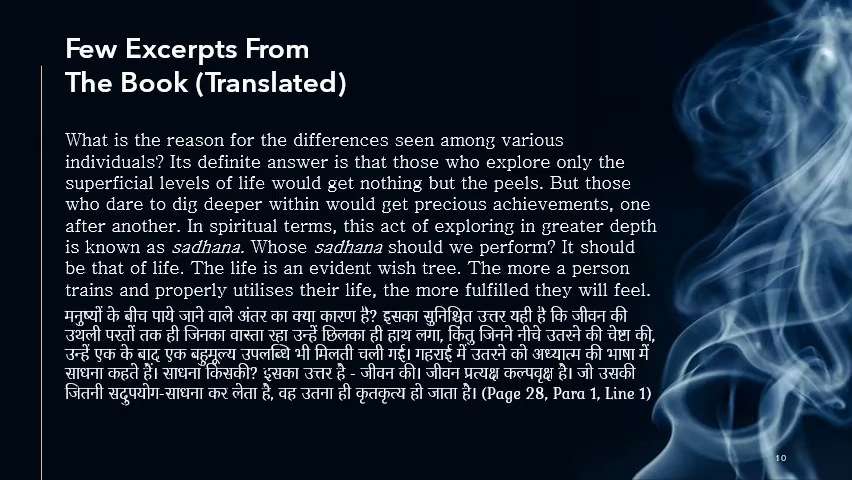 Few Excerpts From
The Book (Translated)
What is the reason for the differences seen among various
individuals? Its definite answer is that those who explore only the
superficial levels of life would get nothing but the peels. But those
who dare to dig deeper within would get precious achievements, one
after another. In spiritual terms, this act of exploring in greater depth
is known as sadhana. Whose sadhana should we perform? It should
be that of life. The life is an evident wish tree. The more a person
trains and properly utilises their life, the more fulfilled they will feel.
मनुष्यों के बीच पाये जाने वाले अंतर का क्या कारण है? इसका सुनिश्चित उत्तर यही है कि जीवन की
उथली परतों तक ही जिनका वास्ता रहा उन्हें छिलका ही हाथ लगा, किंतु जिनने नीचे उतरने की चेष्टा की,
उन्हें एक के बाद एक बहुमूल्य उपलब्धि भी मिलती चली गई। गहराई में उतरने को अध्यात्म की भाषा में
साधना कहते हैं। साधना किसकी? इसका उत्तर है - जीवन की। जीवन प्रत्यक्ष कल्पवृक्ष है। जो उसकी
जितनी सदुपयोग-साधना कर लेता है, वह उतना ही कृतकृत्य हो जाता है। (Page 28, Para 1, Line 1)
10